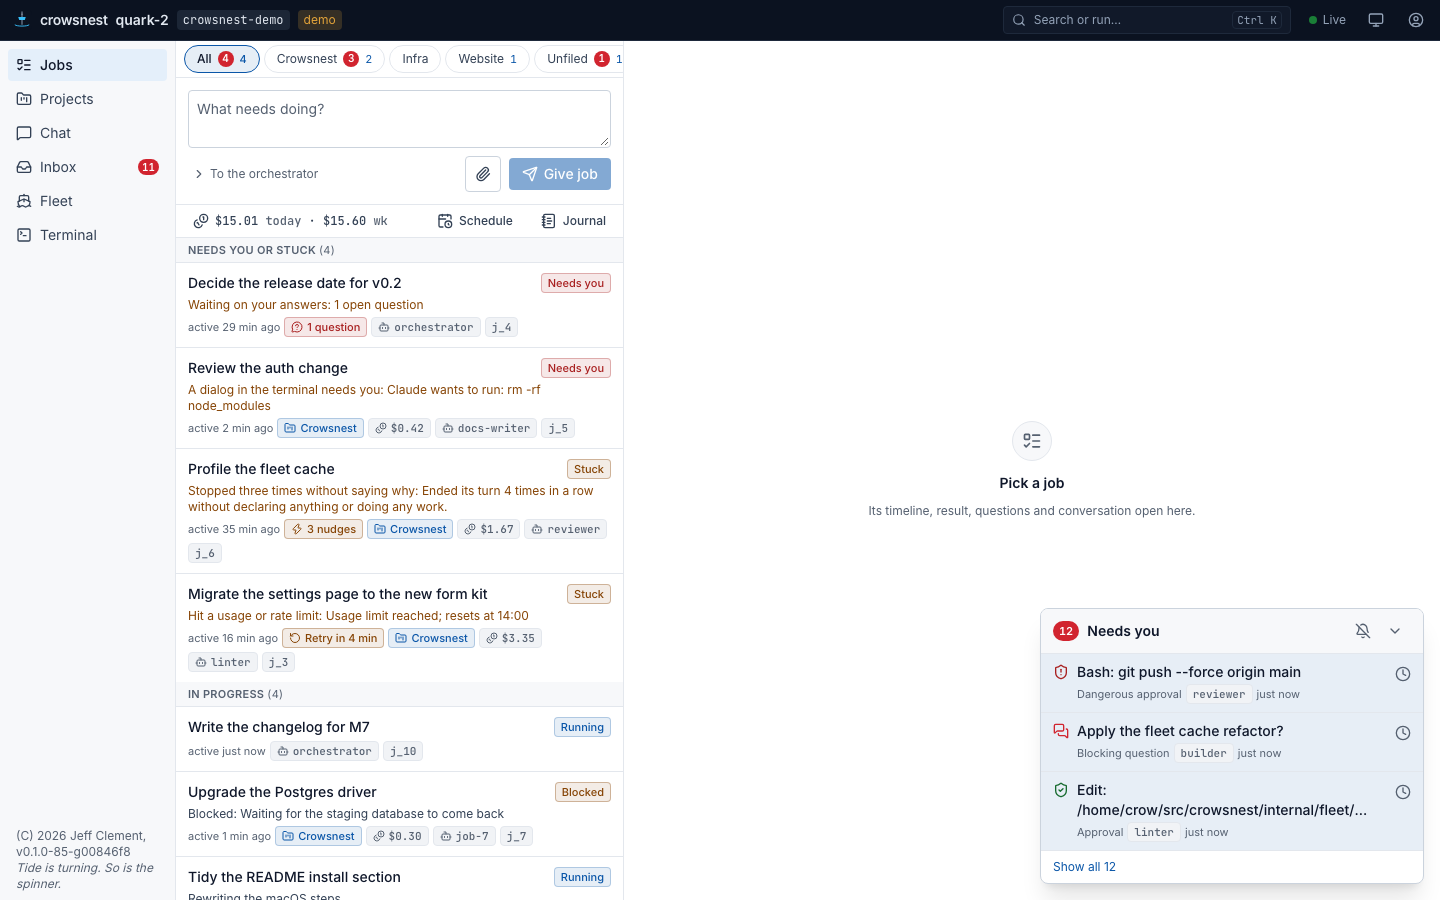 crowsnest quark-2 crowsnest-demo demo
Search or run... Ctrl K
Live
Jobs
Projects
Chat
Inbox 11
Fleet
Terminal
(C) 2026 Jeff Clement,
v0.1.0-85-g00846f8
Tide is turning. So is the
spinner.
All 4 4 Crowsnest 3 2 Infra Website 1 Unfiled 1 1
What needs doing?
To the orchestrator
Give job
$15.01 today · $15.60 wk Schedule Journal
NEEDS YOU OR STUCK (4)
Decide the release date for v0.2 Needs you
Waiting on your answers: 1 open question
active 29 min ago 1 question orchestrator j_4
Review the auth change Needs you
A dialog in the terminal needs you: Claude wants to run: rm -rf
node_modules
active 2 min ago Crowsnest $0.42 docs-writer j_5
Profile the fleet cache Stuck
Stopped three times without saying why: Ended its turn 4 times in a row
without declaring anything or doing any work.
active 35 min ago 3 nudges Crowsnest $1.67 reviewer
j_6
Migrate the settings page to the new form kit Stuck
Hit a usage or rate limit: Usage limit reached; resets at 14:00
active 16 min ago Retry in 4 min Crowsnest $3.35
linter j_3
IN PROGRESS (4)
Write the changelog for M7 Running
active just now orchestrator j_10
Upgrade the Postgres driver Blocked
Blocked: Waiting for the staging database to come back
active 1 min ago Crowsnest $0.30 job-7 j_7
Tidy the README install section Running
Rewriting the macOS steps
Pick a job
Its timeline, result, questions and conversation open here.
12 Needs you
Bash: git push --force origin main
Dangerous approval reviewer just now
Apply the fleet cache refactor?
Blocking question builder just now
Edit:
/home/crow/src/crowsnest/internal/fleet/...
Approval linter just now
Show all 12